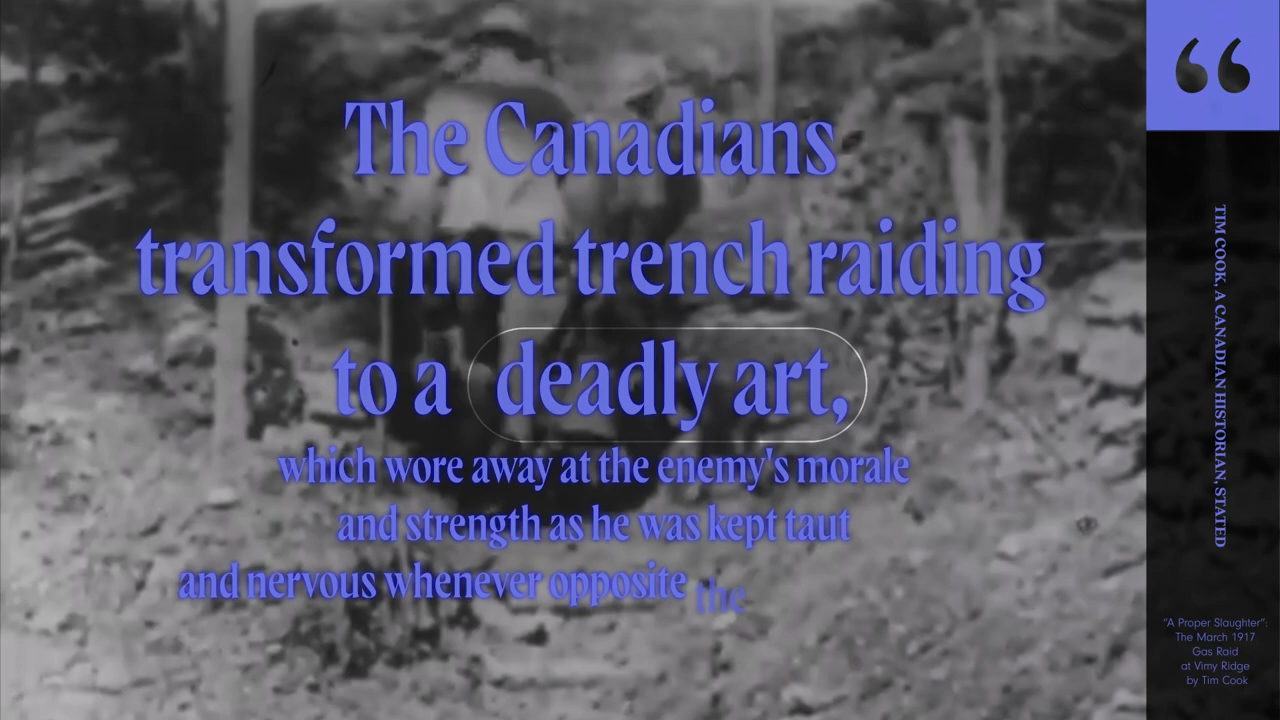 The Canadians
transformed trench raiding
to a deadly art,
which wore away at the enemy's morale
and strength as he was kept taut
and nervous whenever opposite the
“
TIM COOK, A CANADIAN HISTORIAN, STATED
“A Proper Slaughter”:
The March 1917
Gas Raid
at Vimy Ridge
by Tim Cook